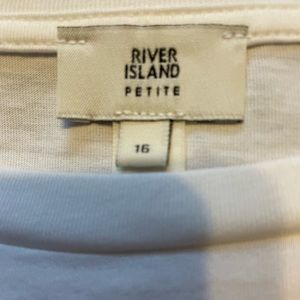 RIVER
ISLAND
PETITE
16